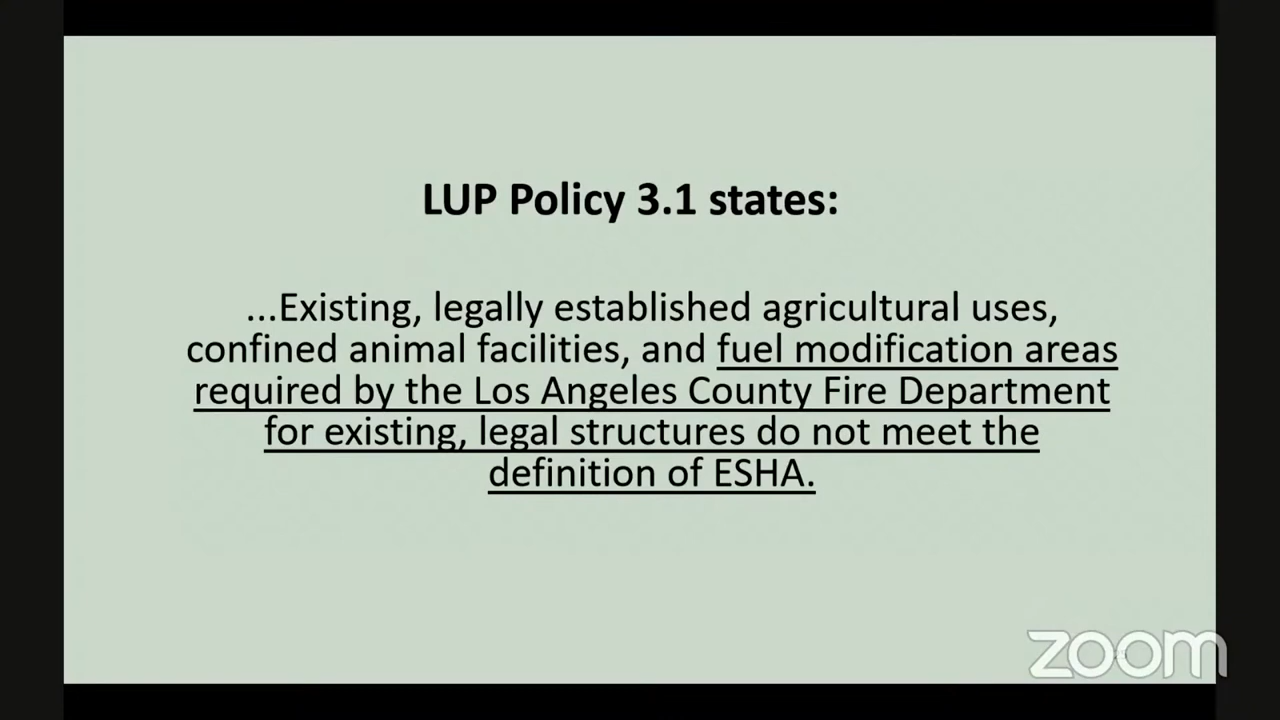 LUP Policy 3.1 states:
...Existing, legally established agricultural uses,
confined animal facilities, and fuel modification areas
required by the Los Angeles County Fire Department
for existing, legal structures do not meet the
definition of ESHA.
zoom